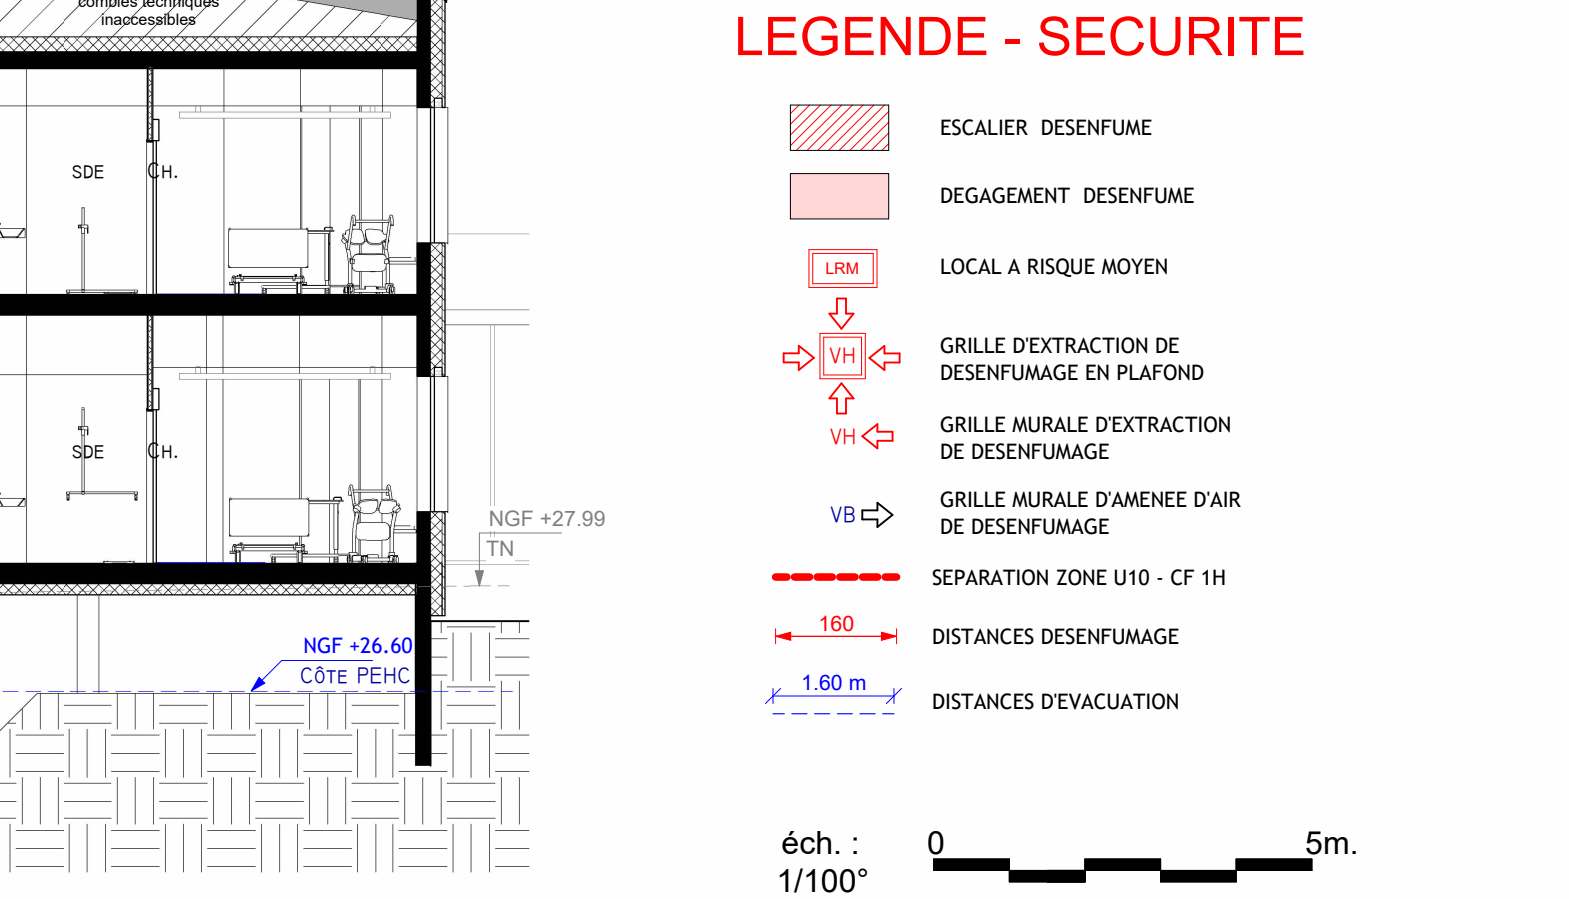 combles techniques
inaccessibles
SDE
CH.
SDE
CH.
NGF +27.99
TN
NGF +26.60
CÔTE PEHC
LEGENDE - SECURITE
ESCALIER DESENFUME
DEGAGEMENT DESENFUME
LRM
LOCAL A RISQUE MOYEN
VH
GRILLE D'EXTRACTION DE
DESENFUMAGE EN PLAFOND
VH
GRILLE MURALE D'EXTRACTION
DE DESENFUMAGE
VB
GRILLE MURALE D'AMENEE D'AIR
DE DESENFUMAGE
SEPARATION ZONE U10 - CF 1H
160
DISTANCES DESENFUMAGE
1.60 m
DISTANCES D'EVACUATION
éch. :
1/100°
0
5m.